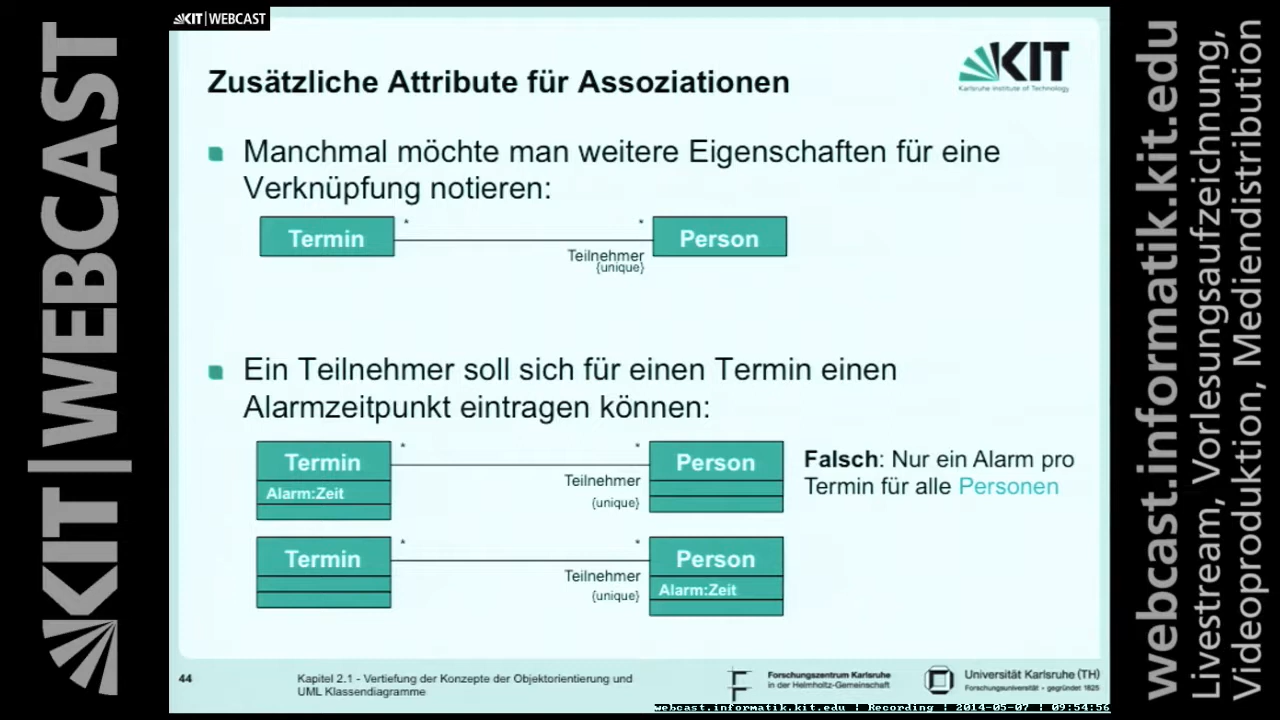 KIT|WEBCAST
KIT|WEBCAST
KIT
Karlsruhe Institute of Technology
Zusätzliche Attribute für Assoziationen
Manchmal möchte man weitere Eigenschaften für eine
Verknüpfung notieren:
Termin * * Person
Teilnehmer
{unique}
Ein Teilnehmer soll sich für einen Termin einen
Alarmzeitpunkt eintragen können:
Termin * * Person
Alarm:Zeit
Teilnehmer
{unique}
Falsch: Nur ein Alarm pro
Termin für alle Personen
Termin * * Person
Teilnehmer
{unique}
Alarm:Zeit
44
Kapitel 2.1 - Vertiefung der Konzepte der Objektorientierung und
UML Klassendiagramme
Forschungszentrum Karlsruhe
in der Helmholtz-Gemeinschaft
Universität Karlsruhe (TH)
Forschungsuniversität - gegründet 1825
webcast.informatik.kit.edu | Recording | 2014-05-07 | 09:54:56
webcast.informatik.kit.edu
Livestream, Vorlesungsaufzeichnung,
Videoproduktion, Mediendistribution